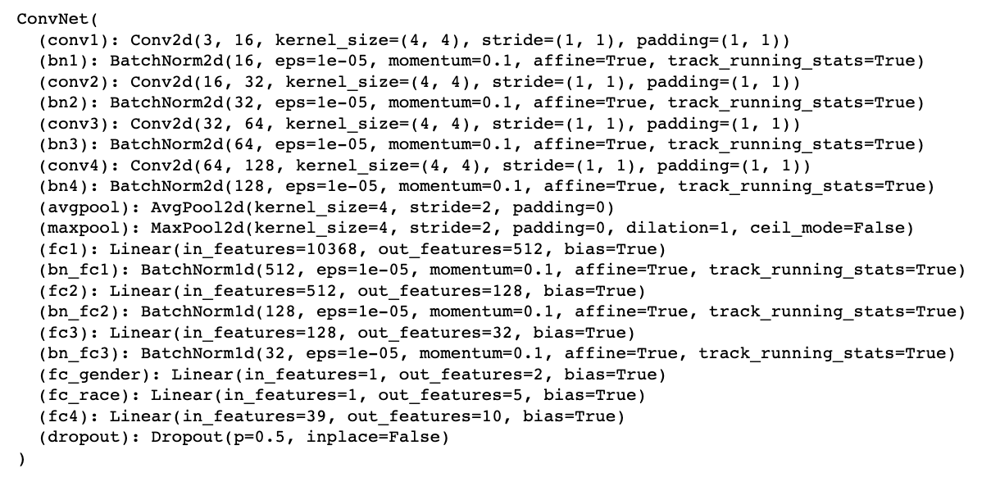 ConvNet(
  (conv1): Conv2d(3, 16, kernel_size=(4, 4), stride=(1, 1), padding=(1, 1))
  (bn1): BatchNorm2d(16, eps=1e-05, momentum=0.1, affine=True, track_running_stats=True)
  (conv2): Conv2d(16, 32, kernel_size=(4, 4), stride=(1, 1), padding=(1, 1))
  (bn2): BatchNorm2d(32, eps=1e-05, momentum=0.1, affine=True, track_running_stats=True)
  (conv3): Conv2d(32, 64, kernel_size=(4, 4), stride=(1, 1), padding=(1, 1))
  (bn3): BatchNorm2d(64, eps=1e-05, momentum=0.1, affine=True, track_running_stats=True)
  (conv4): Conv2d(64, 128, kernel_size=(4, 4), stride=(1, 1), padding=(1, 1))
  (bn4): BatchNorm2d(128, eps=1e-05, momentum=0.1, affine=True, track_running_stats=True)
  (avgpool): AvgPool2d(kernel_size=4, stride=2, padding=0)
  (maxpool): MaxPool2d(kernel_size=4, stride=2, padding=0, dilation=1, ceil_mode=False)
  (fc1): Linear(in_features=10368, out_features=512, bias=True)
  (bn_fc1): BatchNorm1d(512, eps=1e-05, momentum=0.1, affine=True, track_running_stats=True)
  (fc2): Linear(in_features=512, out_features=128, bias=True)
  (bn_fc2): BatchNorm1d(128, eps=1e-05, momentum=0.1, affine=True, track_running_stats=True)
  (fc3): Linear(in_features=128, out_features=32, bias=True)
  (bn_fc3): BatchNorm1d(32, eps=1e-05, momentum=0.1, affine=True, track_running_stats=True)
  (fc_gender): Linear(in_features=1, out_features=2, bias=True)
  (fc_race): Linear(in_features=1, out_features=5, bias=True)
  (fc4): Linear(in_features=39, out_features=10, bias=True)
  (dropout): Dropout(p=0.5, inplace=False)
)